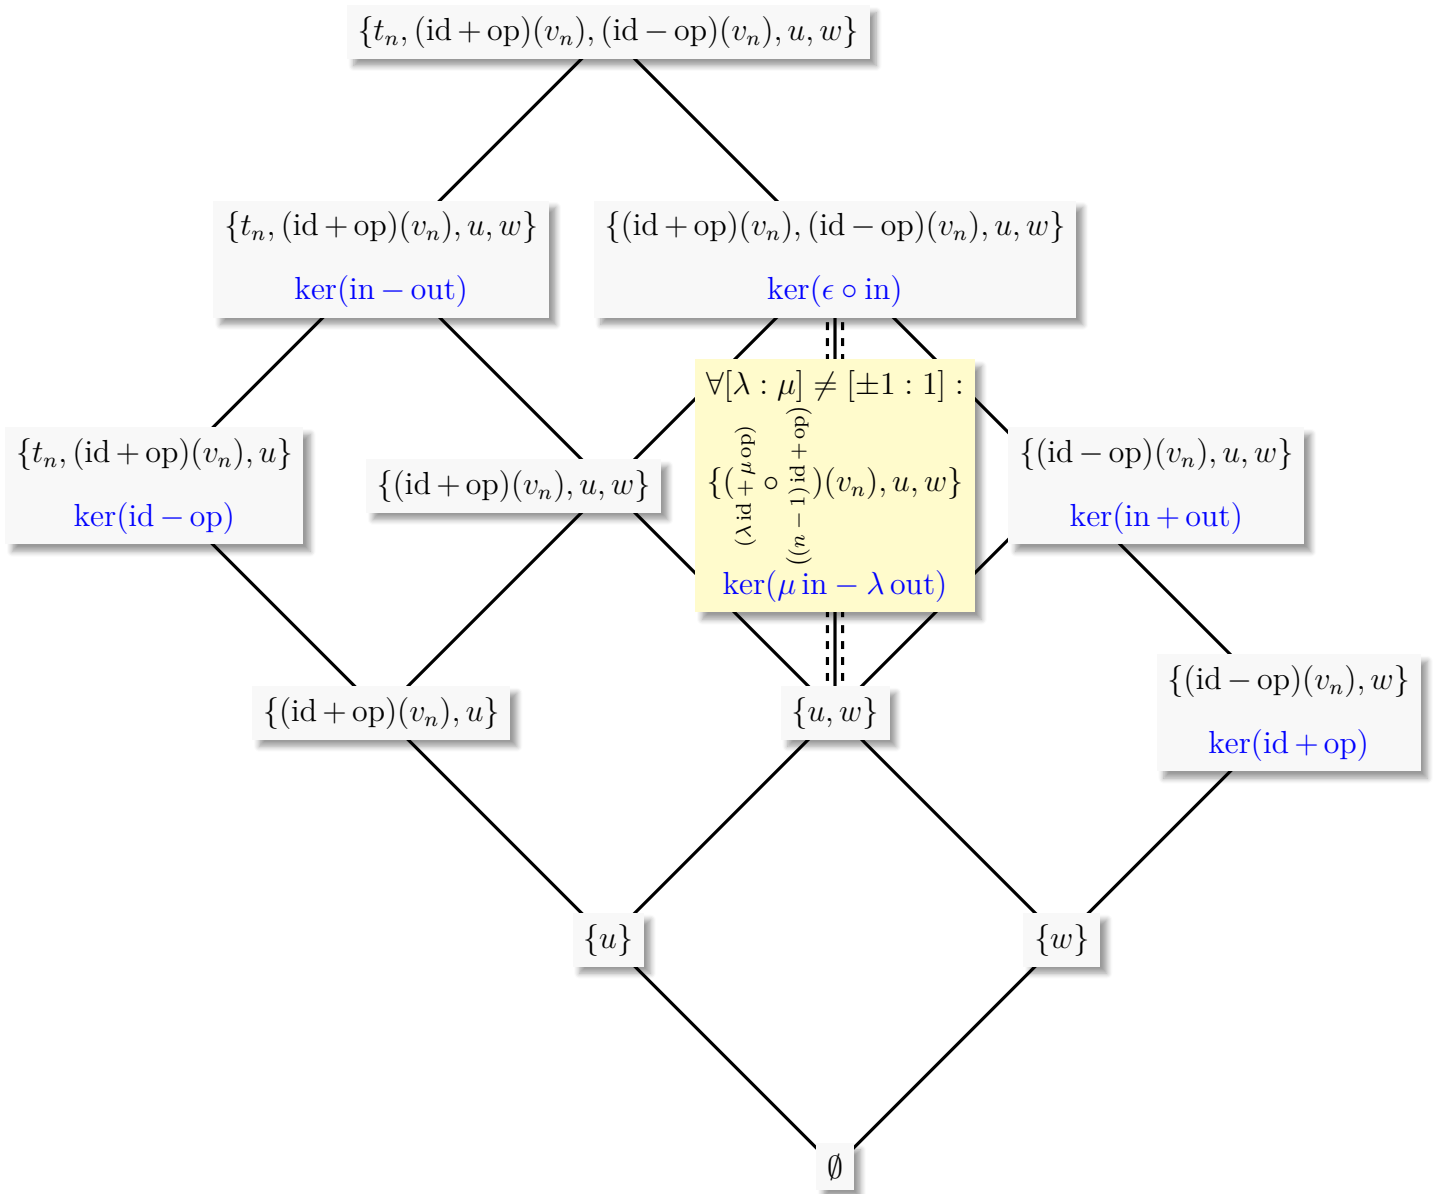 {t_n, (id + op)(v_n), (id − op)(v_n), u, w}
{t_n, (id + op)(v_n), u, w}
ker(in − out)
{(id + op)(v_n), (id − op)(v_n), u, w}
ker(ϵ ∘ in)
{t_n, (id + op)(v_n), u}
ker(id − op)
{(id + op)(v_n), u, w}
∀[λ : μ] ≠ [±1 : 1] :
{((λ id + μ op) ∘ ((n − 1) id + op))(v_n), u, w}
ker(μ in − λ out)
{(id − op)(v_n), u, w}
ker(in + out)
{(id + op)(v_n), u}
{u, w}
{(id − op)(v_n), w}
ker(id + op)
{u}
{w}
∅